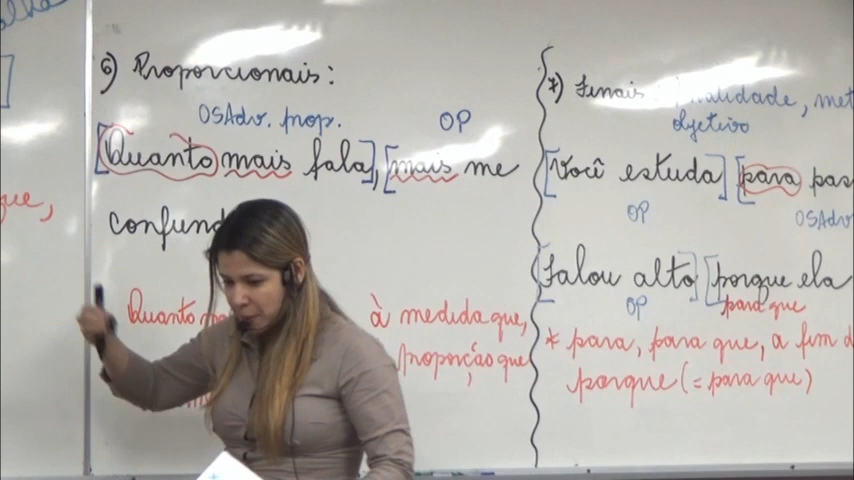 6) Proporcionais:
OSAdv. prop. OP
[Quanto mais fala], [mais me
confund
Quanto
à medida que,
proporção que
que,
7) Finais
alidade, met
objetivo
[Você estuda] [para pas
OP OSAdv
[Falou alto] [porque ela
OP para que
* para, para que, a fim d
porque (= para que)